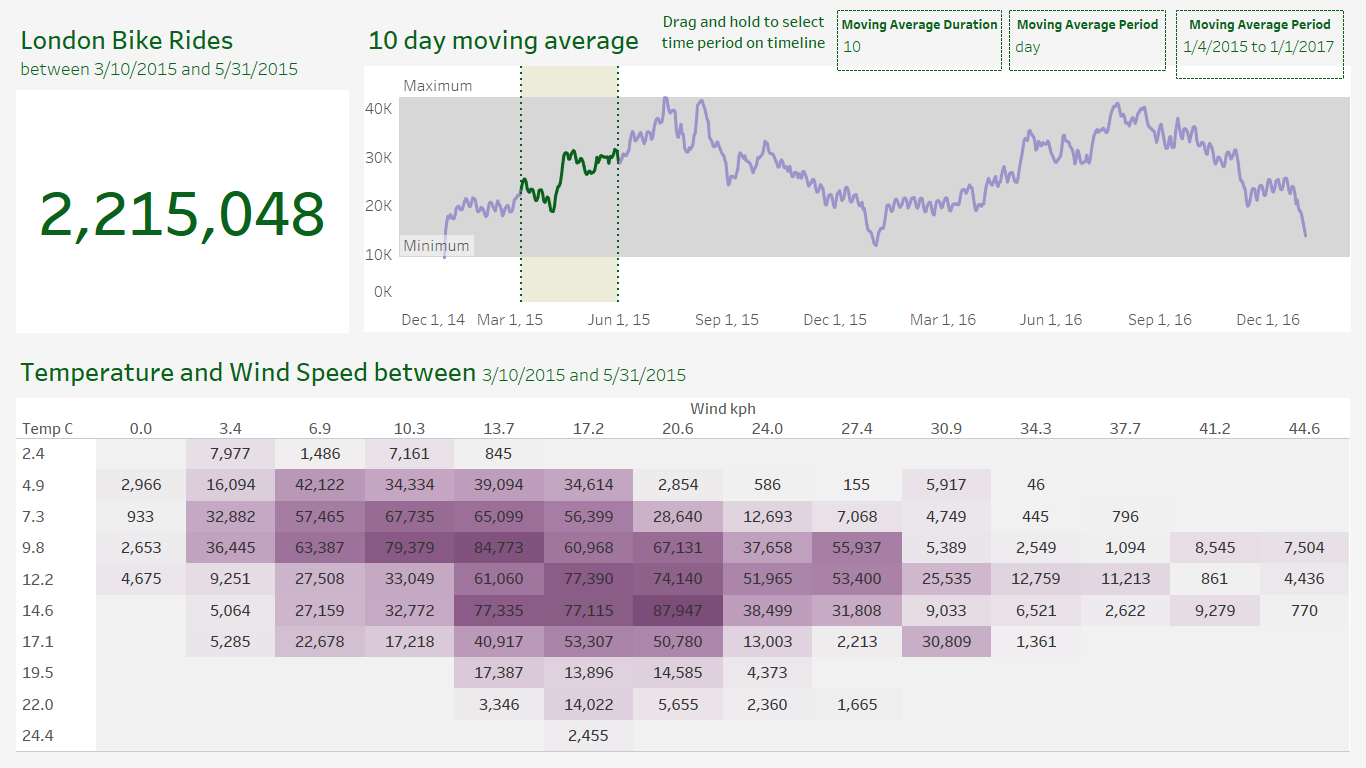 London Bike Rides
between 3/10/2015 and 5/31/2015
2,215,048
10 day moving average
Drag and hold to select
time period on timeline
Moving Average Duration
10
Moving Average Period
day
Moving Average Period
1/4/2015 to 1/1/2017
Maximum
40K
30K
20K
Minimum
10K
0K
Dec 1, 14 Mar 1, 15 Jun 1, 15 Sep 1, 15 Dec 1, 15 Mar 1, 16 Jun 1, 16 Sep 1, 16 Dec 1, 16
Temperature and Wind Speed between 3/10/2015 and 5/31/2015
Wind kph
Temp C 0.0 3.4 6.9 10.3 13.7 17.2 20.6 24.0 27.4 30.9 34.3 37.7 41.2 44.6
2.4 7,977 1,486 7,161 845
4.9 2,966 16,094 42,122 34,334 39,094 34,614 2,854 586 155 5,917 46
7.3 933 32,882 57,465 67,735 65,099 56,399 28,640 12,693 7,068 4,749 445 796
9.8 2,653 36,445 63,387 79,379 84,773 60,968 67,131 37,658 55,937 5,389 2,549 1,094 8,545 7,504
12.2 4,675 9,251 27,508 33,049 61,060 77,390 74,140 51,965 53,400 25,535 12,759 11,213 861 4,436
14.6 5,064 27,159 32,772 77,335 77,115 87,947 38,499 31,808 9,033 6,521 2,622 9,279 770
17.1 5,285 22,678 17,218 40,917 53,307 50,780 13,003 2,213 30,809 1,361
19.5 17,387 13,896 14,585 4,373
22.0 3,346 14,022 5,655 2,360 1,665
24.4 2,455